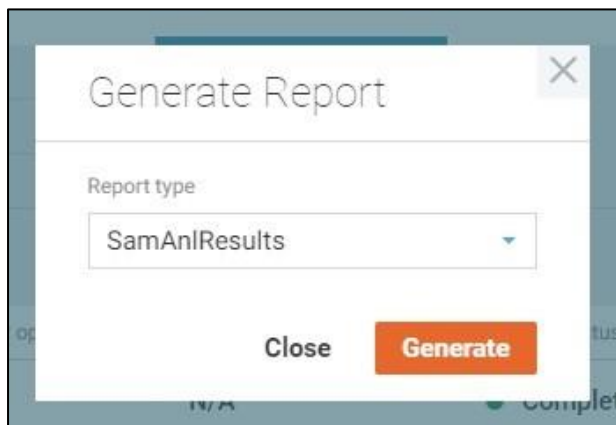 Generate Report
Report type
SamAnlResults
Close
Generate
N/A